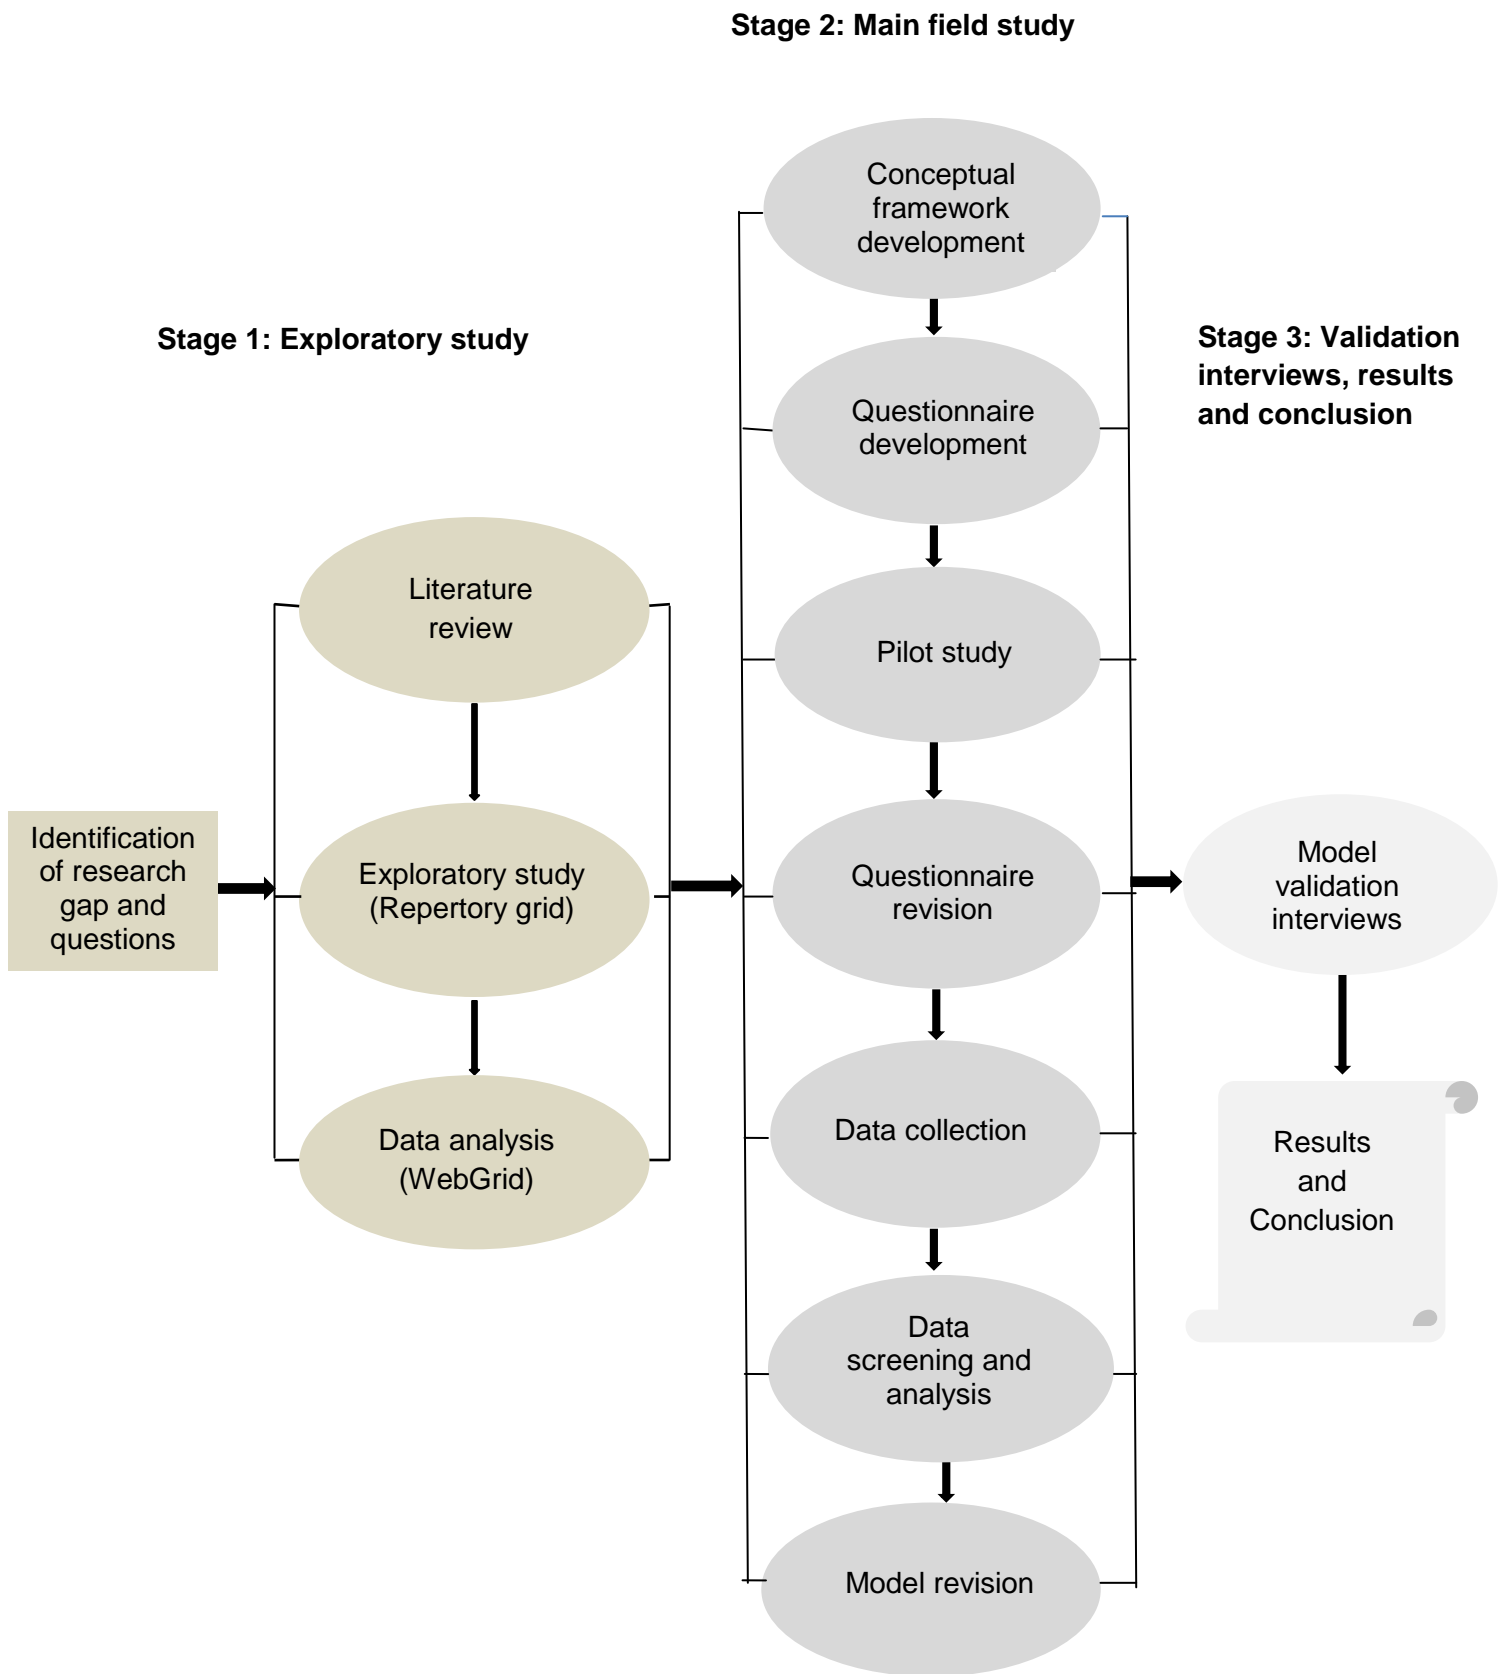 Stage 2: Main field study
Stage 1: Exploratory study
Stage 3: Validation
interviews, results
and conclusion
Identification
of research
gap and
questions
Literature
review
Exploratory study
(Repertory grid)
Data analysis
(WebGrid)
Conceptual
framework
development
Questionnaire
development
Pilot study
Questionnaire
revision
Data collection
Data
screening and
analysis
Model revision
Model
validation
interviews
Results
and
Conclusion